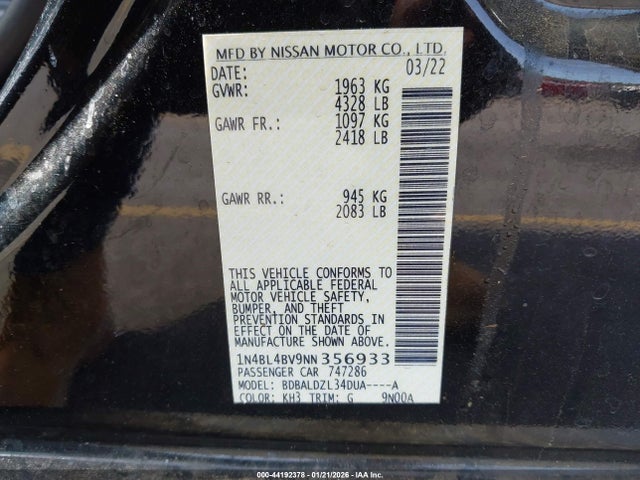 MFD BY NISSAN MOTOR CO., LTD.
DATE: 03/22
GVWR: 1963 KG
4328 LB
GAWR FR.: 1097 KG
2418 LB
GAWR RR.: 945 KG
2083 LB
THIS VEHICLE CONFORMS TO
ALL APPLICABLE FEDERAL
MOTOR VEHICLE SAFETY,
BUMPER, AND THEFT
PREVENTION STANDARDS IN
EFFECT ON THE DATE OF
MANUFACTURE SHOWN ABOVE.
1N4BL4BV9NN356933
PASSENGER CAR 747286
MODEL: BDBALDZL34DUA----A
COLOR: KH3 TRIM: G 9N00A
000-44192378 | 01/21/2026 | IAA Inc.